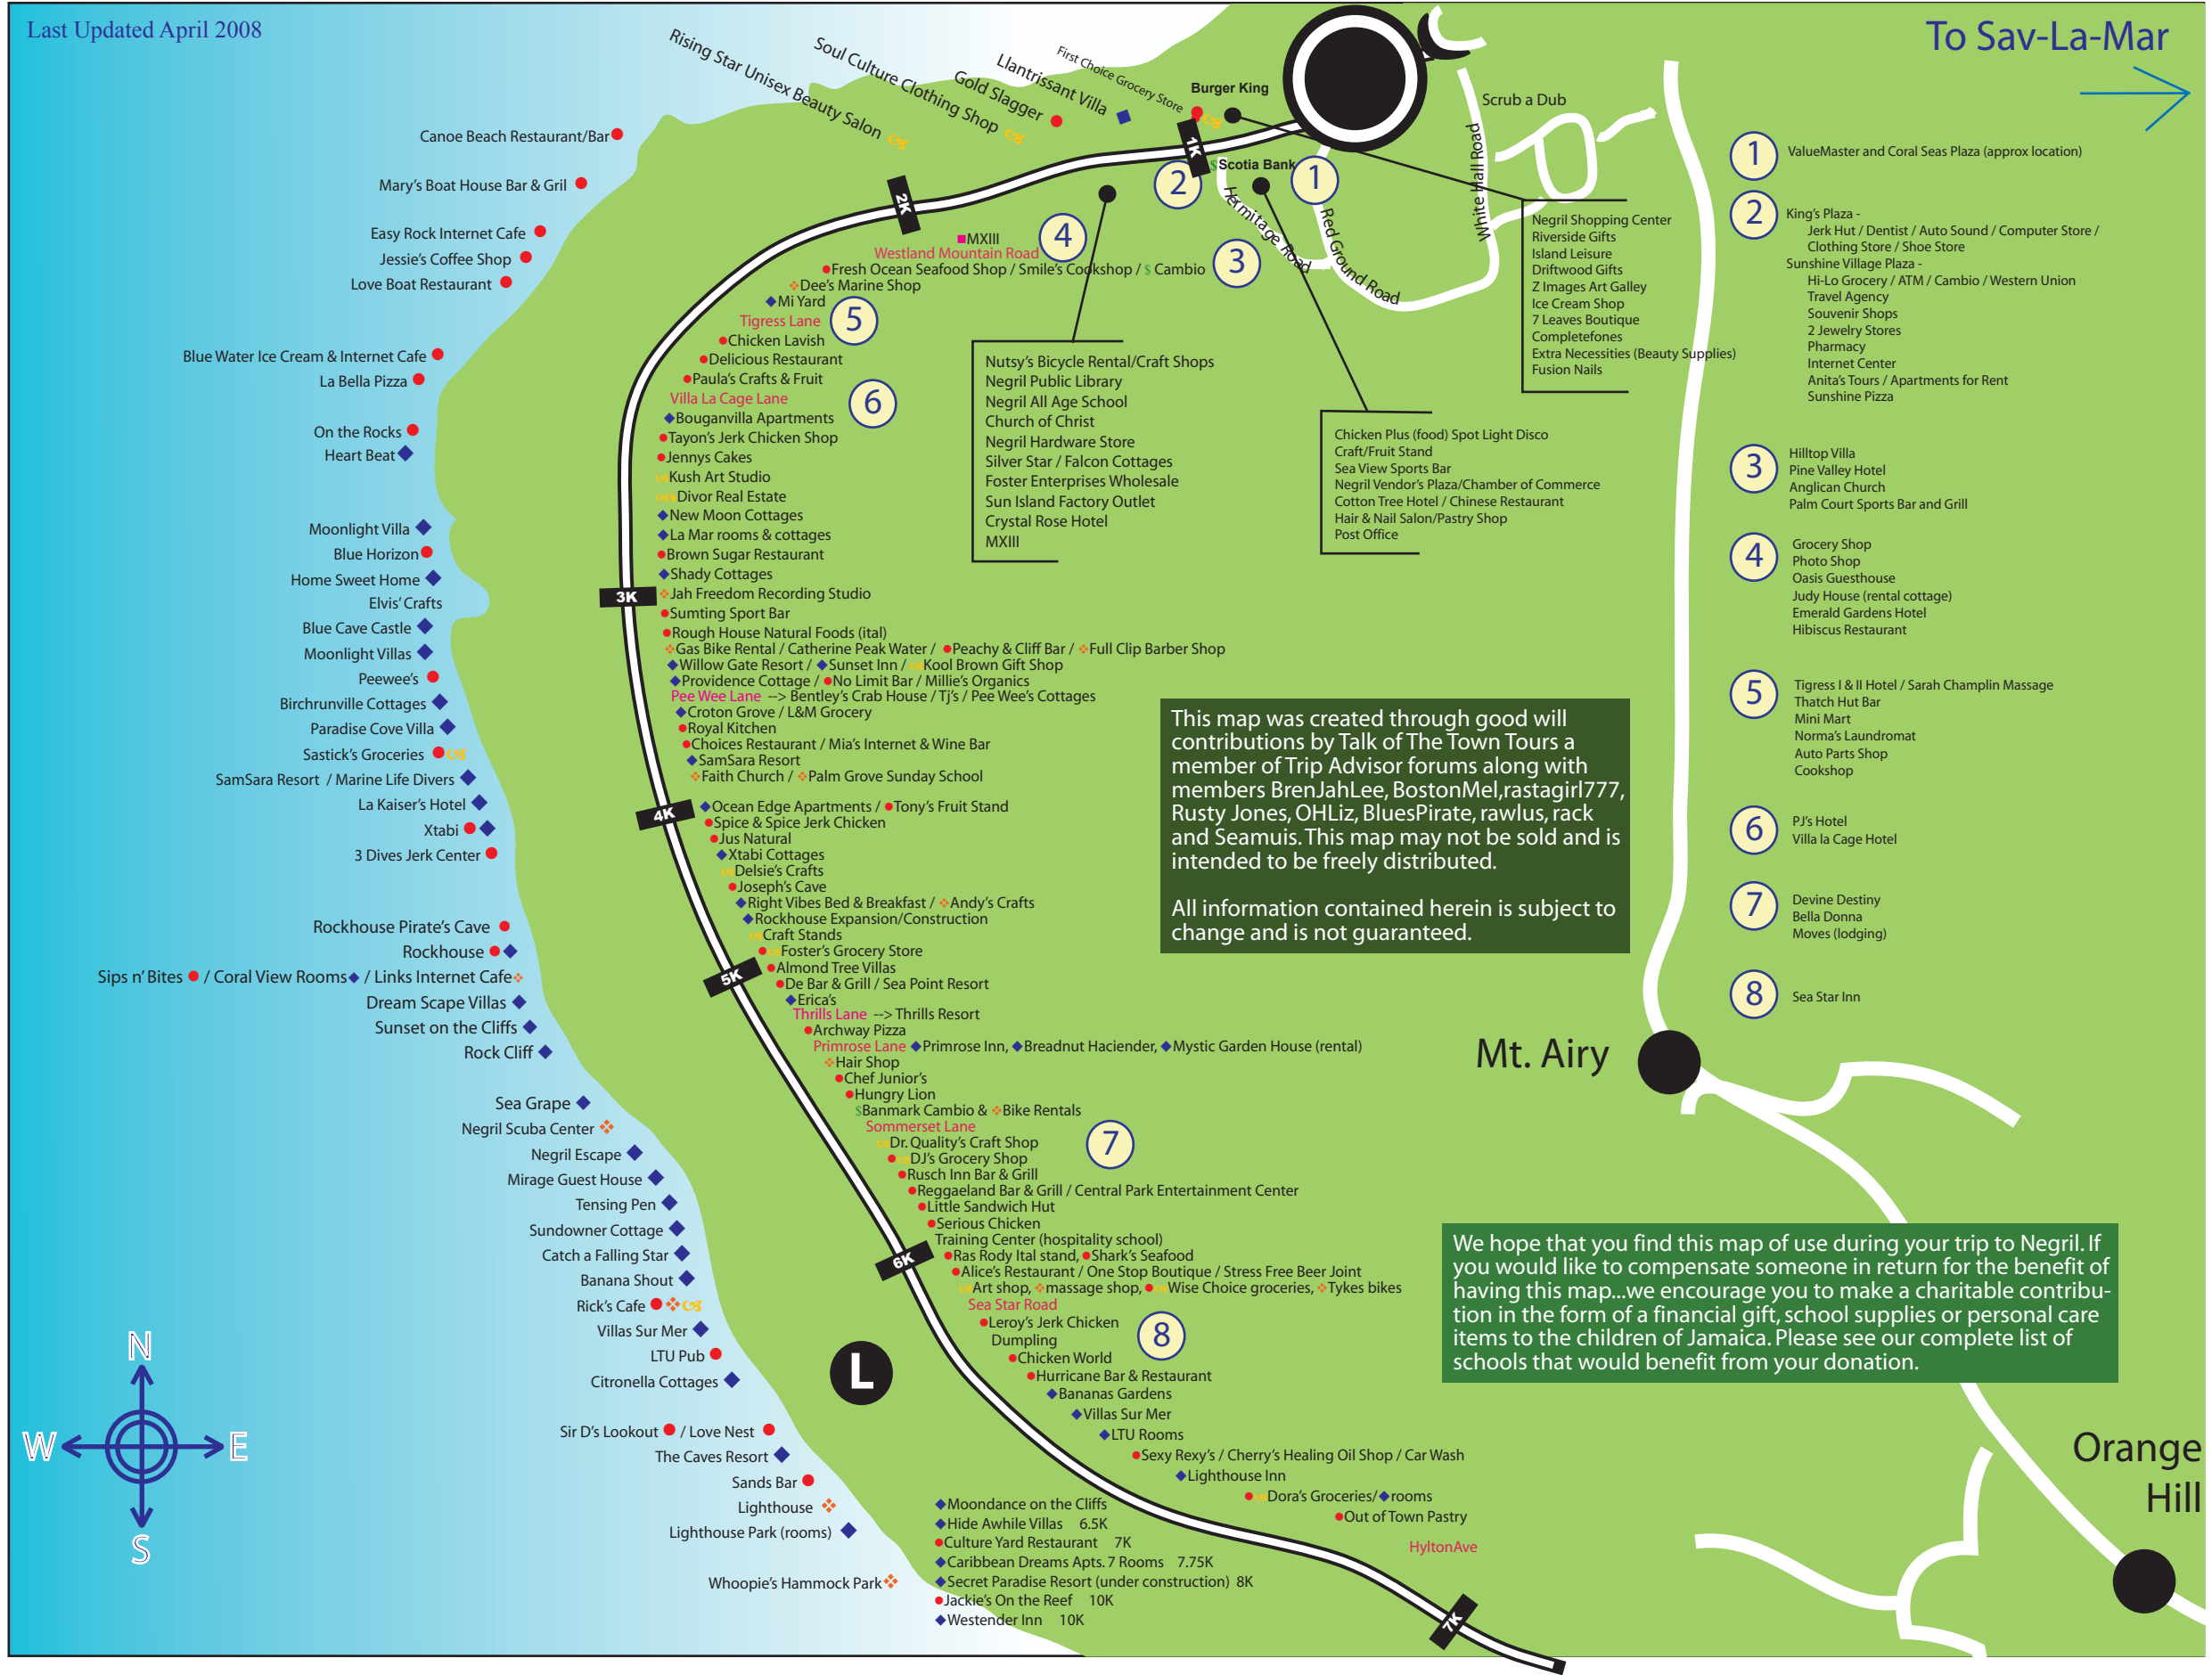 Last Updated April 2008
To Sav-La-Mar
Rising Star Unisex Beauty Salon
Soul Culture Clothing Shop
Gold Slagger
Llantrissant Villa
First Choice Grocery Store
Burger King
Scotia Bank
1K
2K
Scrub a Dub
White Hall Road
Hermitage Road
Red Ground Road
Canoe Beach Restaurant/Bar
Mary's Boat House Bar & Gril
Easy Rock Internet Cafe
Jessie's Coffee Shop
Love Boat Restaurant
Blue Water Ice Cream & Internet Cafe
La Bella Pizza
On the Rocks
Heart Beat
Moonlight Villa
Blue Horizon
Home Sweet Home
Elvis' Crafts
Blue Cave Castle
Moonlight Villas
Peewee's
Birchrunville Cottages
Paradise Cove Villa
Sastick's Groceries
SamSara Resort / Marine Life Divers
La Kaiser's Hotel
Xtabi
3 Dives Jerk Center
Rockhouse Pirate's Cave
Rockhouse
Sips n' Bites / Coral View Rooms / Links Internet Cafe
Dream Scape Villas
Sunset on the Cliffs
Rock Cliff
Sea Grape
Negril Scuba Center
Negril Escape
Mirage Guest House
Tensing Pen
Sundowner Cottage
Catch a Falling Star
Banana Shout
Rick's Cafe
Villas Sur Mer
LTU Pub
Citronella Cottages
Sir D's Lookout / Love Nest
The Caves Resort
Sands Bar
Lighthouse
Lighthouse Park (rooms)
Whoopie's Hammock Park
MXIII
Westland Mountain Road
4
Fresh Ocean Seafood Shop / Smile's Cookshop / $ Cambio
3
2
1
Dee's Marine Shop
Mi Yard
Tigress Lane
5
Chicken Lavish
Delicious Restaurant
Paula's Crafts & Fruit
Villa La Cage Lane
6
Bouganvilla Apartments
Tayon's Jerk Chicken Shop
Jennys Cakes
Kush Art Studio
Divor Real Estate
New Moon Cottages
La Mar rooms & cottages
Brown Sugar Restaurant
Shady Cottages
3K
Jah Freedom Recording Studio
Sumting Sport Bar
Rough House Natural Foods (ital)
Gas Bike Rental / Catherine Peak Water / Peachy & Cliff Bar / Full Clip Barber Shop
Willow Gate Resort / Sunset Inn / Kool Brown Gift Shop
Providence Cottage / No Limit Bar / Millie's Organics
Pee Wee Lane --> Bentley's Crab House / Tj's / Pee Wee's Cottages
Croton Grove / L&M Grocery
Royal Kitchen
Choices Restaurant / Mia's Internet & Wine Bar
SamSara Resort
Faith Church / Palm Grove Sunday School
4K
Ocean Edge Apartments / Tony's Fruit Stand
Spice & Spice Jerk Chicken
Jus Natural
Xtabi Cottages
Delsie's Crafts
Joseph's Cave
Right Vibes Bed & Breakfast / Andy's Crafts
Rockhouse Expansion/Construction
Craft Stands
Foster's Grocery Store
5K
Almond Tree Villas
De Bar & Grill / Sea Point Resort
Erica's
Thrills Lane --> Thrills Resort
Archway Pizza
Primrose Lane Primrose Inn, Breadnut Haciender, Mystic Garden House (rental)
Hair Shop
Chef Junior's
Hungry Lion
$Banmark Cambio & Bike Rentals
Sommerset Lane
7
Dr. Quality's Craft Shop
DJ's Grocery Shop
Rusch Inn Bar & Grill
Reggaeland Bar & Grill / Central Park Entertainment Center
Little Sandwich Hut
Serious Chicken
Training Center (hospitality school)
6K
Ras Rody Ital stand, Shark's Seafood
Alice's Restaurant / One Stop Boutique / Stress Free Beer Joint
Art shop, massage shop, Wise Choice groceries, Tykes bikes
Sea Star Road
8
Leroy's Jerk Chicken
Dumpling
Chicken World
Hurricane Bar & Restaurant
Bananas Gardens
Villas Sur Mer
LTU Rooms
Sexy Rexy's / Cherry's Healing Oil Shop / Car Wash
Lighthouse Inn
Dora's Groceries/ rooms
Out of Town Pastry
HyltonAve
7K
L
Moondance on the Cliffs
Hide Awhile Villas 6.5K
Culture Yard Restaurant 7K
Caribbean Dreams Apts. 7 Rooms 7.75K
Secret Paradise Resort (under construction) 8K
Jackie's On the Reef 10K
Westender Inn 10K
Nutsy's Bicycle Rental/Craft Shops
Negril Public Library
Negril All Age School
Church of Christ
Negril Hardware Store
Silver Star / Falcon Cottages
Foster Enterprises Wholesale
Sun Island Factory Outlet
Crystal Rose Hotel
MXIII
Chicken Plus (food) Spot Light Disco
Craft/Fruit Stand
Sea View Sports Bar
Negril Vendor's Plaza/Chamber of Commerce
Cotton Tree Hotel / Chinese Restaurant
Hair & Nail Salon/Pastry Shop
Post Office
Negril Shopping Center
Riverside Gifts
Island Leisure
Driftwood Gifts
Z Images Art Galley
Ice Cream Shop
7 Leaves Boutique
Completefones
Extra Necessities (Beauty Supplies)
Fusion Nails
1 ValueMaster and Coral Seas Plaza (approx location)
2 King's Plaza -
Jerk Hut / Dentist / Auto Sound / Computer Store /
Clothing Store / Shoe Store
Sunshine Village Plaza -
Hi-Lo Grocery / ATM / Cambio / Western Union
Travel Agency
Souvenir Shops
2 Jewelry Stores
Pharmacy
Internet Center
Anita's Tours / Apartments for Rent
Sunshine Pizza
3 Hilltop Villa
Pine Valley Hotel
Anglican Church
Palm Court Sports Bar and Grill
4 Grocery Shop
Photo Shop
Oasis Guesthouse
Judy House (rental cottage)
Emerald Gardens Hotel
Hibiscus Restaurant
5 Tigress I & II Hotel / Sarah Champlin Massage
Thatch Hut Bar
Mini Mart
Norma's Laundromat
Auto Parts Shop
Cookshop
6 PJ's Hotel
Villa la Cage Hotel
7 Devine Destiny
Bella Donna
Moves (lodging)
8 Sea Star Inn
This map was created through good will
contributions by Talk of The Town Tours a
member of Trip Advisor forums along with
members BrenJahLee, BostonMel,rastagirl777,
Rusty Jones, OHLiz, BluesPirate, rawlus, rack
and Seamuis. This map may not be sold and is
intended to be freely distributed.
All information contained herein is subject to
change and is not guaranteed.
Mt. Airy
We hope that you find this map of use during your trip to Negril. If
you would like to compensate someone in return for the benefit of
having this map...we encourage you to make a charitable contribu-
tion in the form of a financial gift, school supplies or personal care
items to the children of Jamaica. Please see our complete list of
schools that would benefit from your donation.
Orange
Hill
N
W E
S